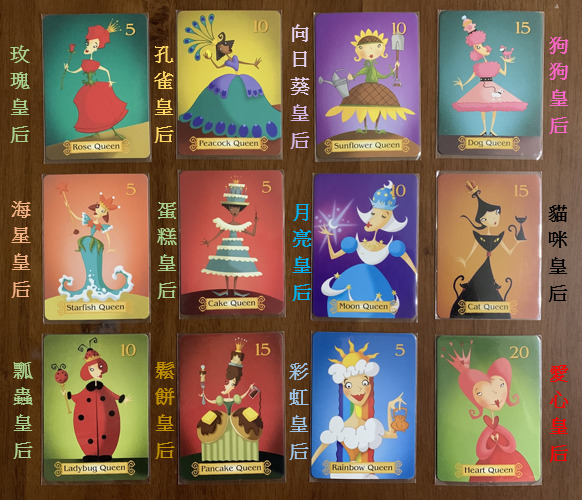 玫瑰皇后
5
Rose Queen
孔雀皇后
10
Peacock Queen
向日葵皇后
10
Sunflower Queen
15
Dog Queen
狗狗皇后
海星皇后
5
Starfish Queen
蛋糕皇后
5
Cake Queen
月亮皇后
10
Moon Queen
15
Cat Queen
貓咪皇后
瓢蟲皇后
10
Ladybug Queen
鬆餅皇后
15
Pancake Queen
彩虹皇后
5
Rainbow Queen
20
Heart Queen
愛心皇后